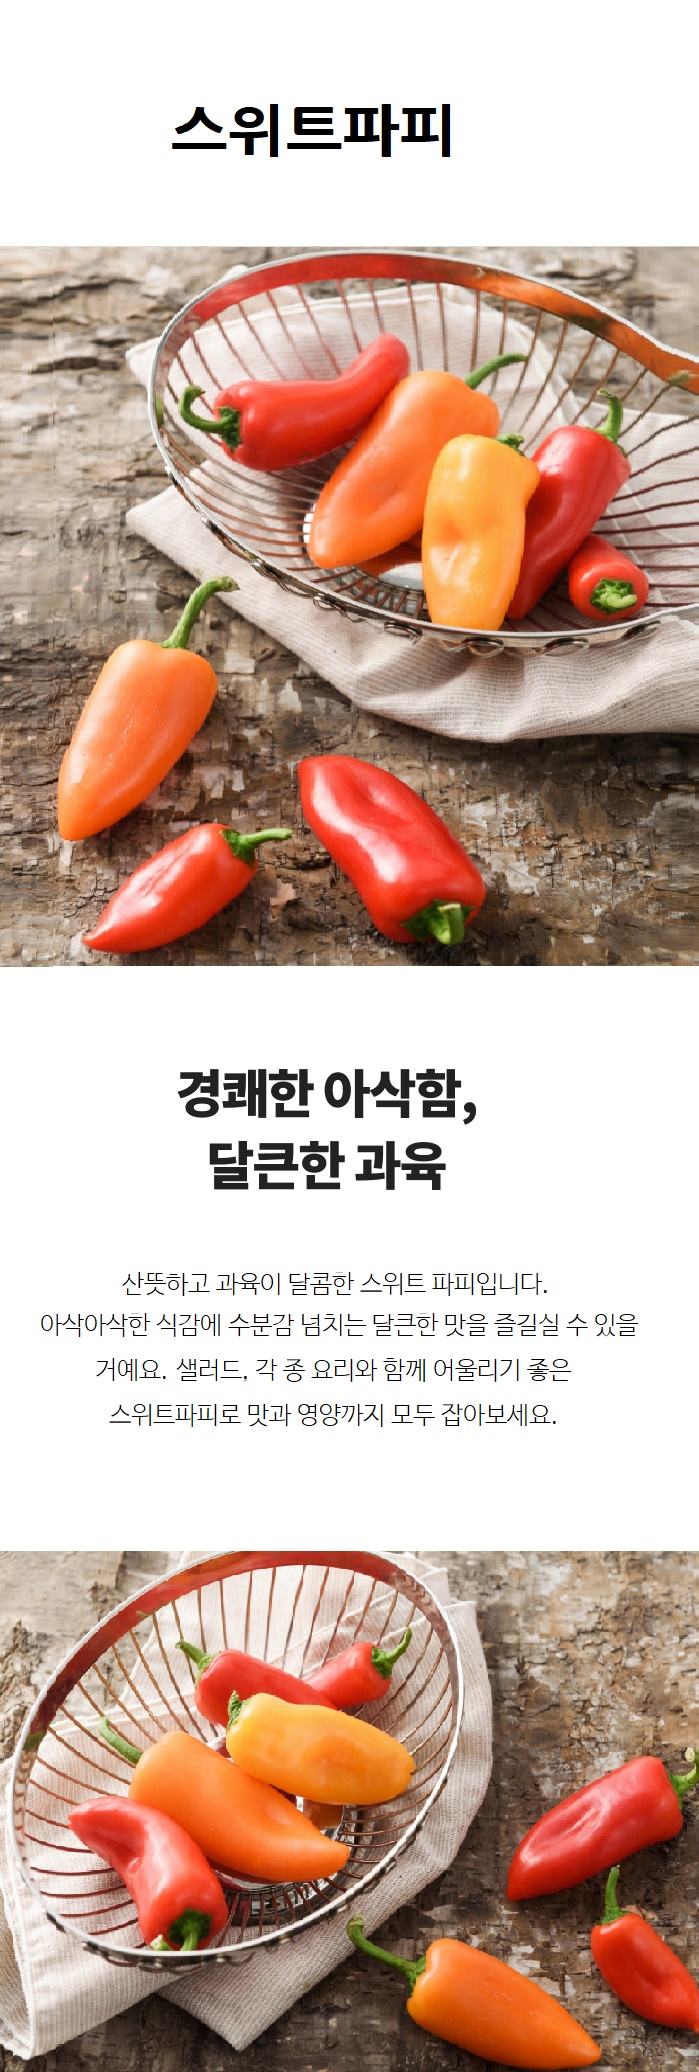 스위트파피
경쾌한 아삭함,
달큰한 과육
산뜻하고 과육이 달콤한 스위트 파피입니다.
아삭아삭한 식감에 수분감 넘치는 달큰한 맛을 즐길실 수 있을
거예요. 샐러드, 각 종 요리와 함께 어울리기 좋은
스위트파피로 맛과 영양까지 모두 잡아보세요.